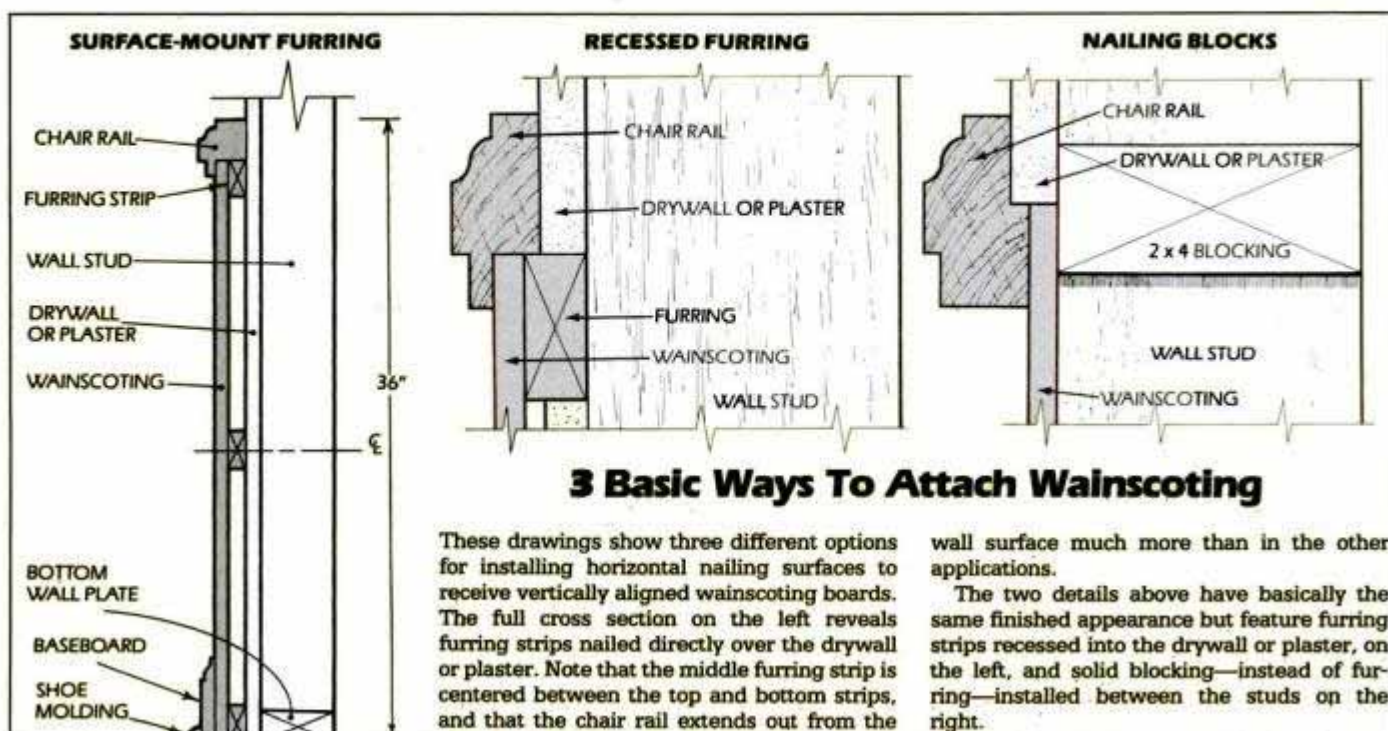 SURFACE-MOUNT FURRING
CHAIR RAIL
FURRING STRIP
WALL STUD
DRYWALL
OR PLASTER
WAINSCOTING
36"
℄
BOTTOM
WALL PLATE
BASEBOARD
SHOE
MOLDING
RECESSED FURRING
CHAIR RAIL
DRYWALL OR PLASTER
FURRING
WAINSCOTING
WALL STUD
NAILING BLOCKS
CHAIR RAIL
DRYWALL OR PLASTER
2 x 4 BLOCKING
WALL STUD
WAINSCOTING
3 Basic Ways To Attach Wainscoting
These drawings show three different options
for installing horizontal nailing surfaces to
receive vertically aligned wainscoting boards.
The full cross section on the left reveals
furring strips nailed directly over the drywall
or plaster. Note that the middle furring strip is
centered between the top and bottom strips,
and that the chair rail extends out from the
wall surface much more than in the other
applications.
The two details above have basically the
same finished appearance but feature furring
strips recessed into the drywall or plaster, on
the left, and solid blocking—instead of fur-
ring—installed between the studs on the
right.